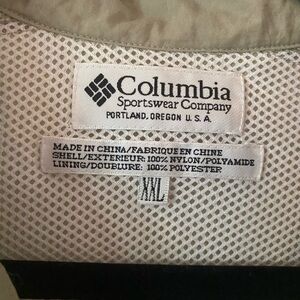 Columbia
Sportswear Company
PORTLAND, OREGON U. S. A.
MADE IN CHINA/FABRIQUE EN CHINE
SHELL/EXTERIEUR: 100% NYLON/POLYAMIDE
LINING/DOUBLURE: 100% POLYESTER
XXL